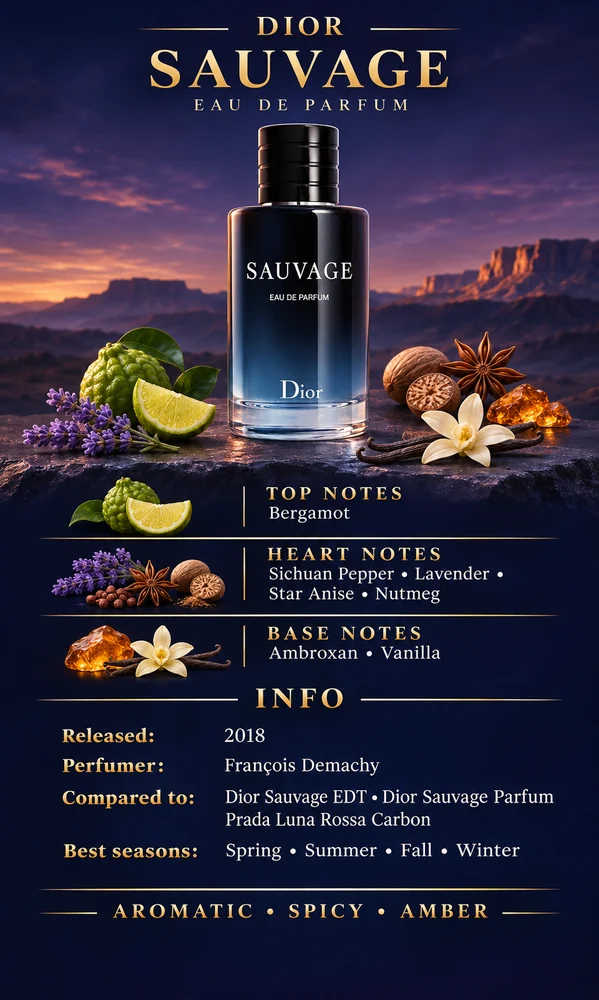 DIOR
SAUVAGE
EAU DE PARFUM
SAUVAGE
EAU DE PARFUM
Dior
TOP NOTES
Bergamot
HEART NOTES
Sichuan Pepper • Lavender •
Star Anise • Nutmeg
BASE NOTES
Ambroxan • Vanilla
INFO
Released: 2018
Perfumer: François Demachy
Compared to: Dior Sauvage EDT • Dior Sauvage Parfum
Prada Luna Rossa Carbon
Best seasons: Spring • Summer • Fall • Winter
AROMATIC • SPICY • AMBER